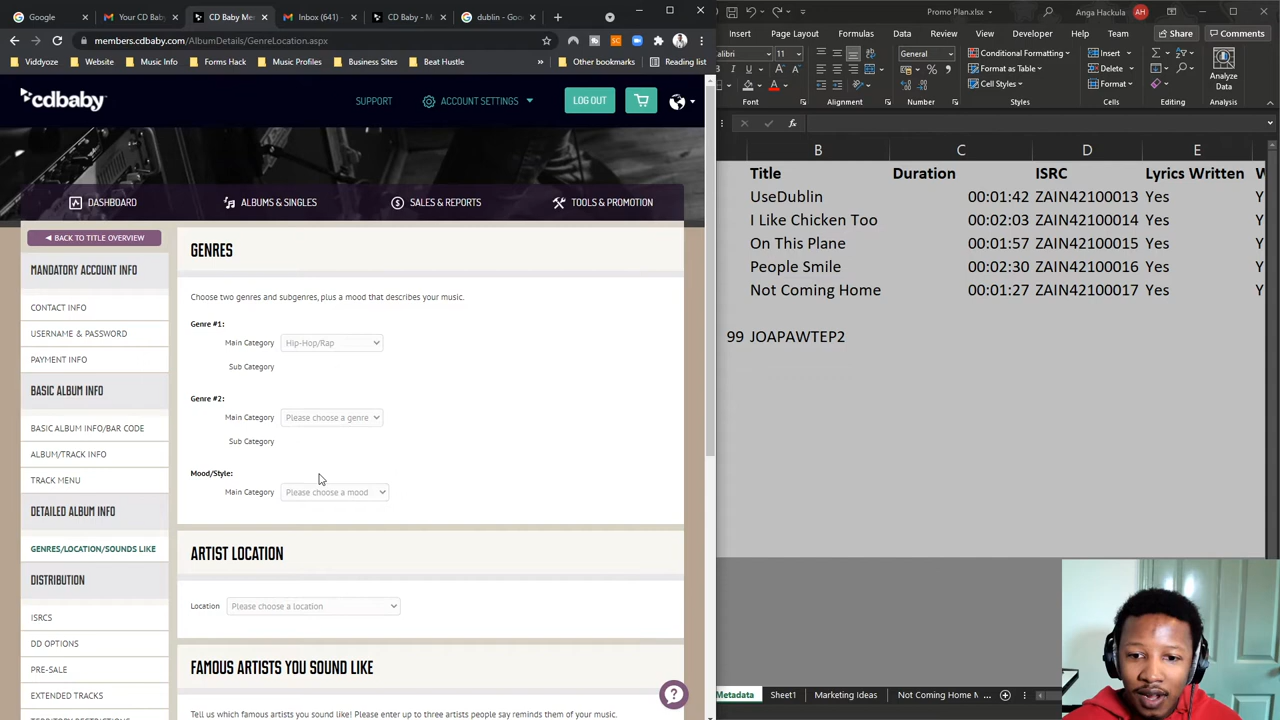 Google
Your CD Bab
CD Baby Mem
Inbox (641) -
CD Baby - M
dublin - Goo
members.cdbaby.com/AlbumDetails/GenreLocation.aspx
Viddyoze
Website
Music Info
Forms Hack
Music Profiles
Business Sites
Beat Hustle
Other bookmarks
Reading list
cdbaby
SUPPORT
ACCOUNT SETTINGS
LOG OUT
DASHBOARD
ALBUMS & SINGLES
SALES & REPORTS
TOOLS & PROMOTION
BACK TO TITLE OVERVIEW
MANDATORY ACCOUNT INFO
CONTACT INFO
USERNAME & PASSWORD
PAYMENT INFO
BASIC ALBUM INFO
BASIC ALBUM INFO/BAR CODE
ALBUM/TRACK INFO
TRACK MENU
DETAILED ALBUM INFO
GENRES/LOCATION/SOUNDS LIKE
DISTRIBUTION
ISRCS
DD OPTIONS
PRE-SALE
EXTENDED TRACKS
GENRES
Choose two genres and subgenres, plus a mood that describes your music.
Genre #1:
Main Category Hip-Hop/Rap
Sub Category
Genre #2:
Main Category Please choose a genre
Sub Category
Mood/Style:
Main Category Please choose a mood
ARTIST LOCATION
Location Please choose a location
FAMOUS ARTISTS YOU SOUND LIKE
Tell us which famous artists you sound like! Please enter up to three artists people say reminds them of your music.
Promo Plan.xlsx
Anga Hackula AH
Insert Page Layout Formulas Data Review View Developer Help Team
Share Comments
11
General
Conditional Formatting
Format as Table
Cell Styles
Insert
Delete
Format
Analyze
Data
Font Alignment Number Styles Cells Editing Analysis
fx
B C D E
Title Duration ISRC Lyrics Written
UseDublin 00:01:42 ZAIN42100013 Yes
I Like Chicken Too 00:02:03 ZAIN42100014 Yes
On This Plane 00:01:57 ZAIN42100015 Yes
People Smile 00:02:30 ZAIN42100016 Yes
Not Coming Home 00:01:27 ZAIN42100017 Yes
99 JOAPAWTEP2
Metadata Sheet1 Marketing Ideas Not Coming Home M ...